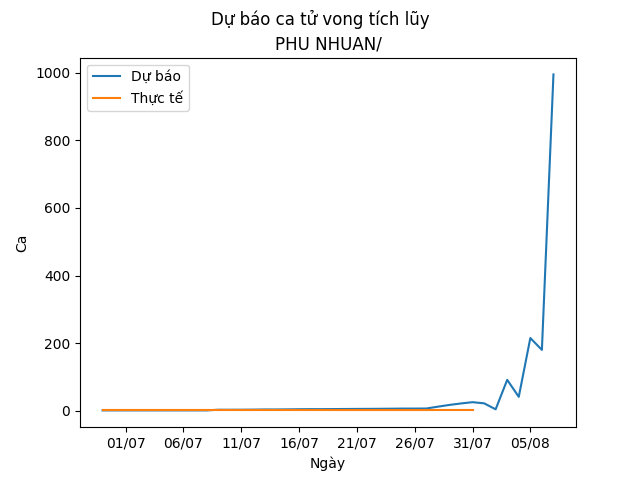 Dự báo ca tử vong tích lũy
PHU NHUAN/
Dự báo
Thực tế
1000
800
600
400
200
0
Ca
01/07 06/07 11/07 16/07 21/07 26/07 31/07 05/08
Ngày